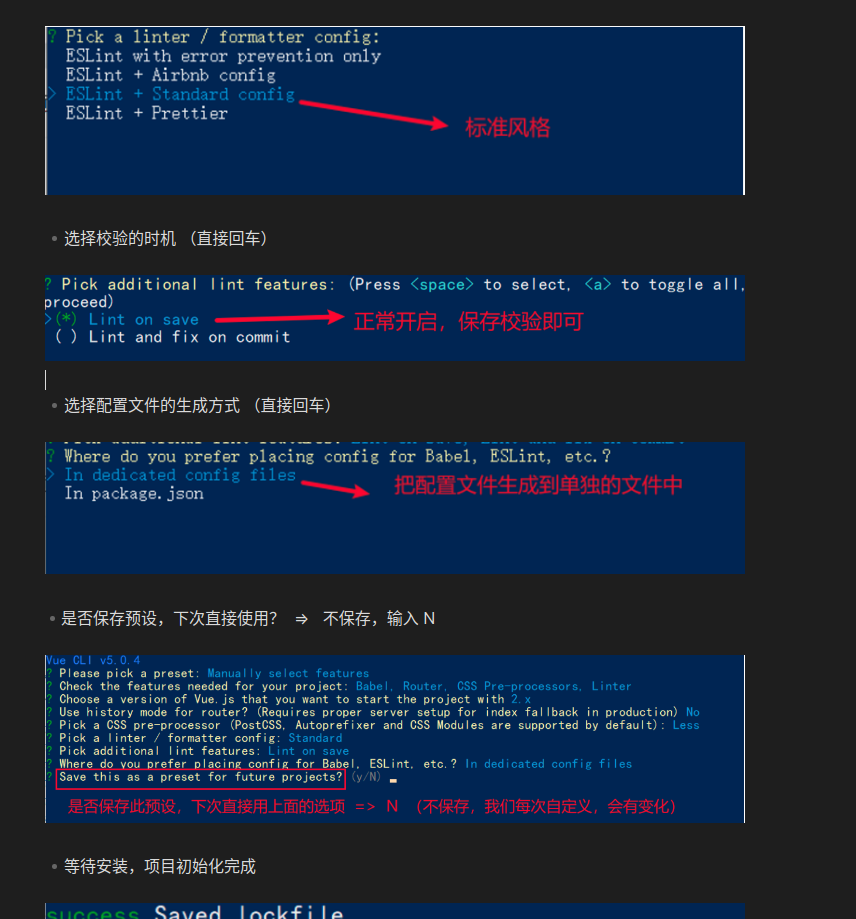 ? Pick a linter / formatter config:
ESLint with error prevention only
ESLint + Airbnb config
> ESLint + Standard config
ESLint + Prettier
标准风格
• 选择校验的时机 （直接回车）
? Pick additional lint features: (Press <space> to select, <a> to toggle all,
proceed)
>(*) Lint on save
正常开启，保存校验即可
( ) Lint and fix on commit
• 选择配置文件的生成方式 （直接回车）
? Where do you prefer placing config for Babel, ESLint, etc.?
> In dedicated config files
In package.json
把配置文件生成到单独的文件中
• 是否保存预设，下次直接使用？ => 不保存，输入 N
Vue CLI v5.0.4
? Please pick a preset: Manually select features
? Check the features needed for your project: Babel, Router, CSS Pre-processors, Linter
? Choose a version of Vue.js that you want to start the project with 2.x
? Use history mode for router? (Requires proper server setup for index fallback in production) No
? Pick a CSS pre-processor (PostCSS, Autoprefixer and CSS Modules are supported by default): Less
? Pick a linter / formatter config: Standard
? Pick additional lint features: Lint on save
? Where do you prefer placing config for Babel, ESLint, etc.? In dedicated config files
? Save this as a preset for future projects? (y/N)
是否保存此预设，下次直接用上面的选项 => N （不保存，我们每次自定义，会有变化）
• 等待安装，项目初始化完成
success Saved lockfile